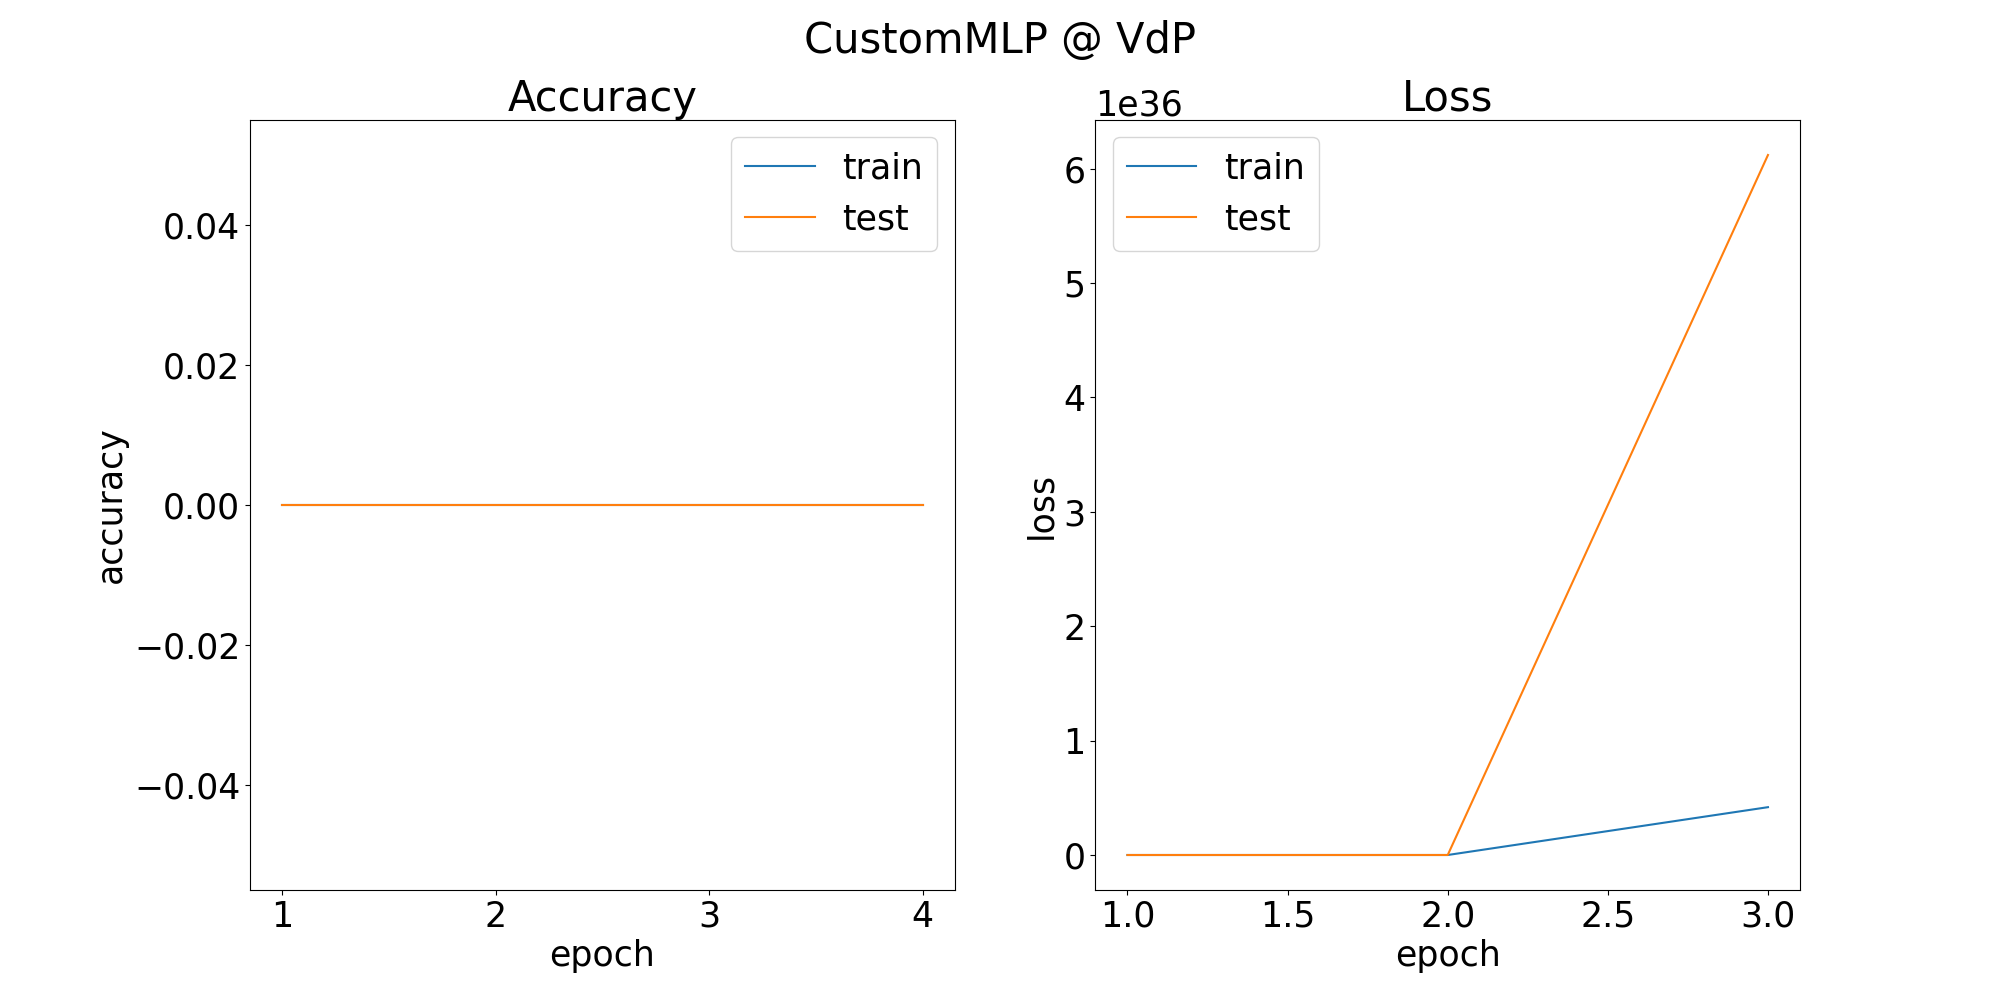 CustomMLP @ VdP
Accuracy
train
test
0.04
0.02
0.00
−0.02
−0.04
accuracy
1 2 3 4
epoch
Loss
1e36
train
test
6
5
4
3
2
1
0
loss
1.0 1.5 2.0 2.5 3.0
epoch